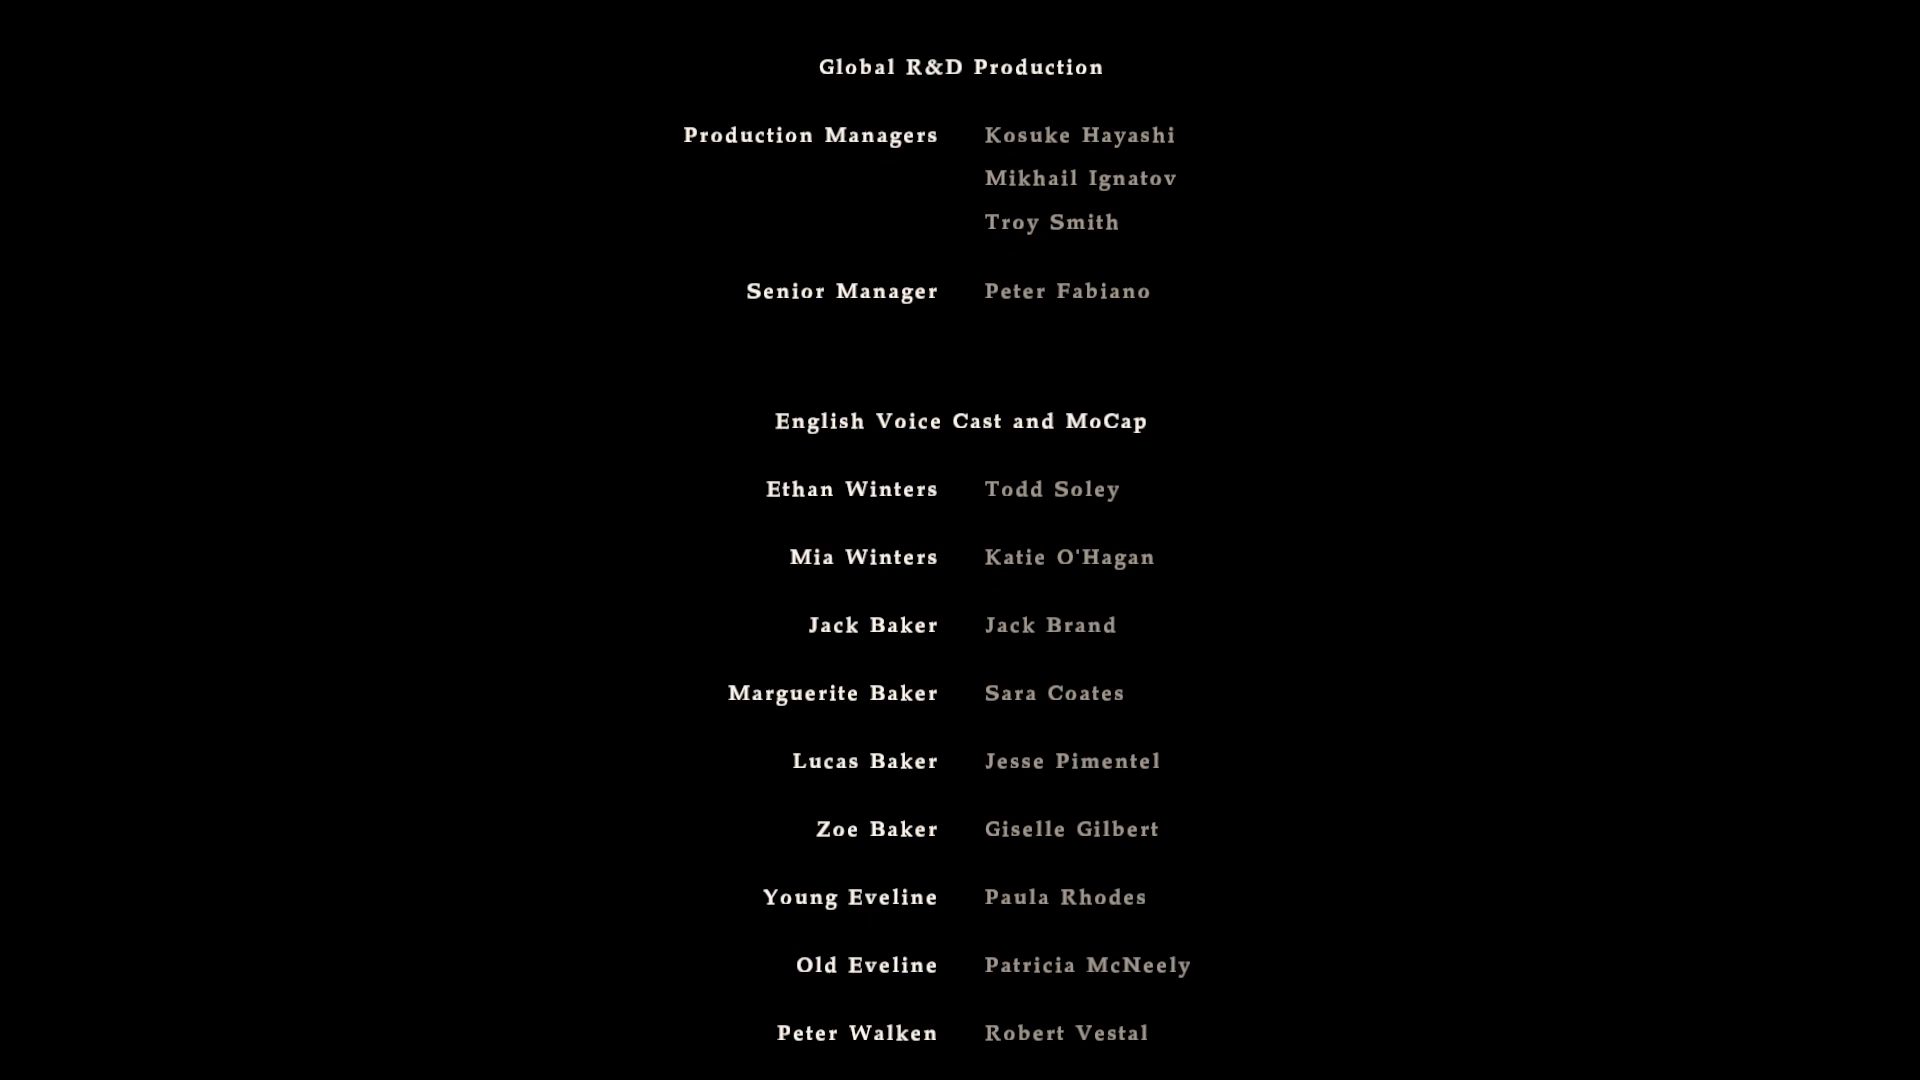 Global R&D Production
Production Managers Kosuke Hayashi
Mikhail Ignatov
Troy Smith
Senior Manager Peter Fabiano
English Voice Cast and MoCap
Ethan Winters Todd Soley
Mia Winters Katie O'Hagan
Jack Baker Jack Brand
Marguerite Baker Sara Coates
Lucas Baker Jesse Pimentel
Zoe Baker Giselle Gilbert
Young Eveline Paula Rhodes
Old Eveline Patricia McNeely
Peter Walken Robert Vestal